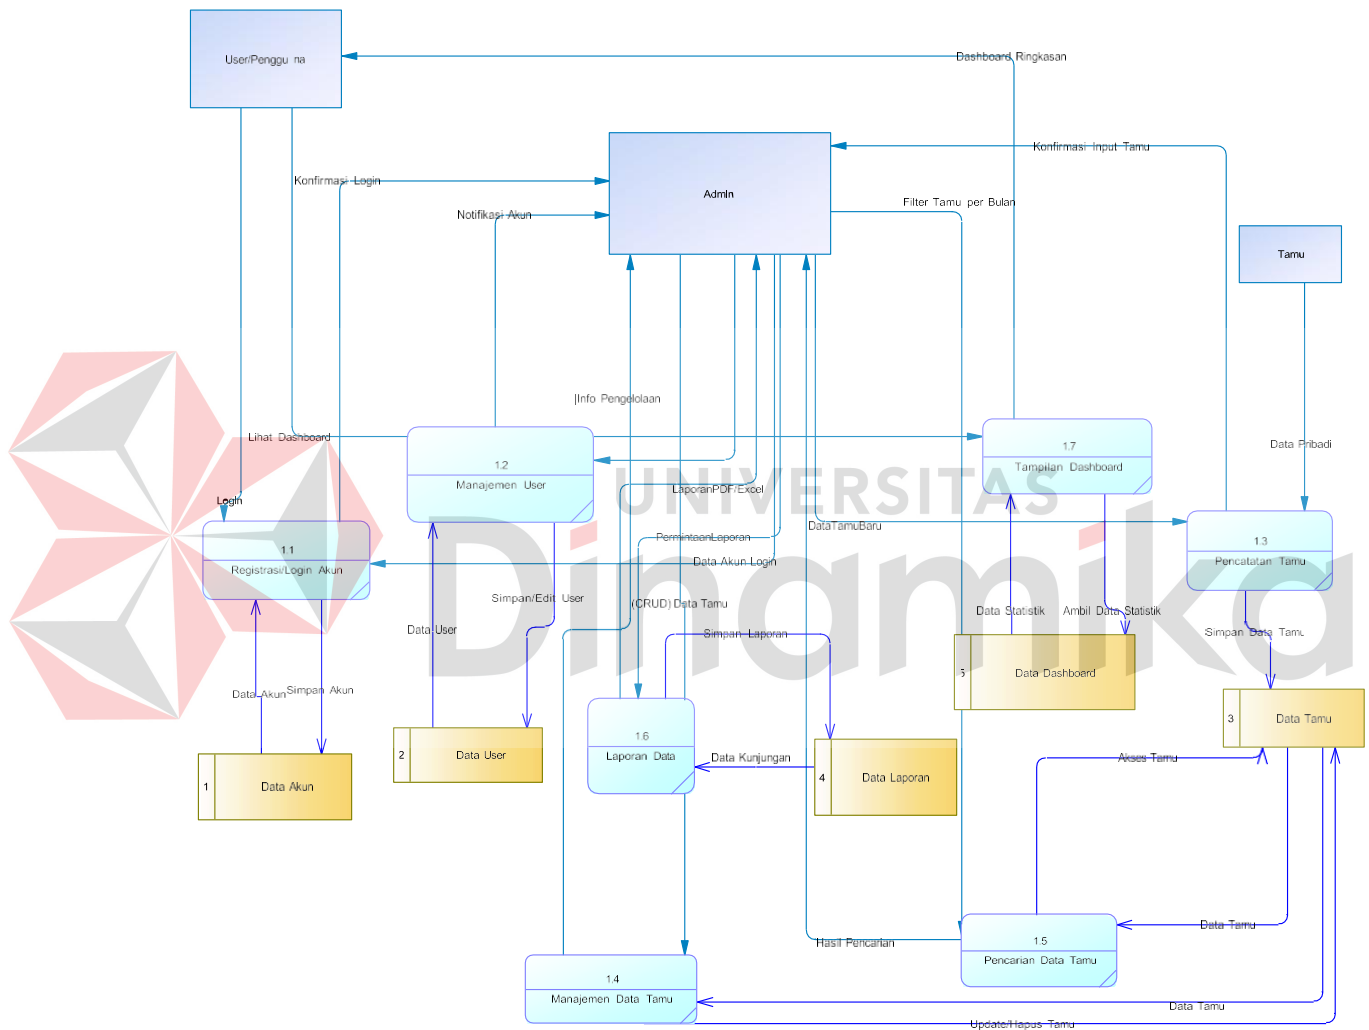 User/Penggu na
Dashboard Ringkasan
Konfirmasi Input Tamu
Konfirmasi Login
Admin
Filter Tamu per Bulan
Notifikasi Akun
Tamu
|Info Pengelolaan
Lihat Dashboard
1.2
Manajemen User
1.7
Tampilan Dashboard
Data Pribadi
UNIVERSITAS
Dinamika
LaporanPDF/Excel
Login
DataTamuBaru
PermintaanLaporan
1.1
Registrasi/Login Akun
1.3
Pencatatan Tamu
Data Akun Login
Simpan/Edit User
(CRUD) Data Tamu
Data Statistik
Ambil Data Statistik
Data User
Simpan Laporan
Simpan Data Tamu
5
Data Dashboard
Data Akun
Simpan Akun
3
Data Tamu
1.6
Laporan Data
2
Data User
Data Kunjungan
Akses Tamu
4
Data Laporan
1
Data Akun
Data Tamu
Hasil Pencarian
1.5
Pencarian Data Tamu
1.4
Manajemen Data Tamu
Data Tamu
Update/Hapus Tamu